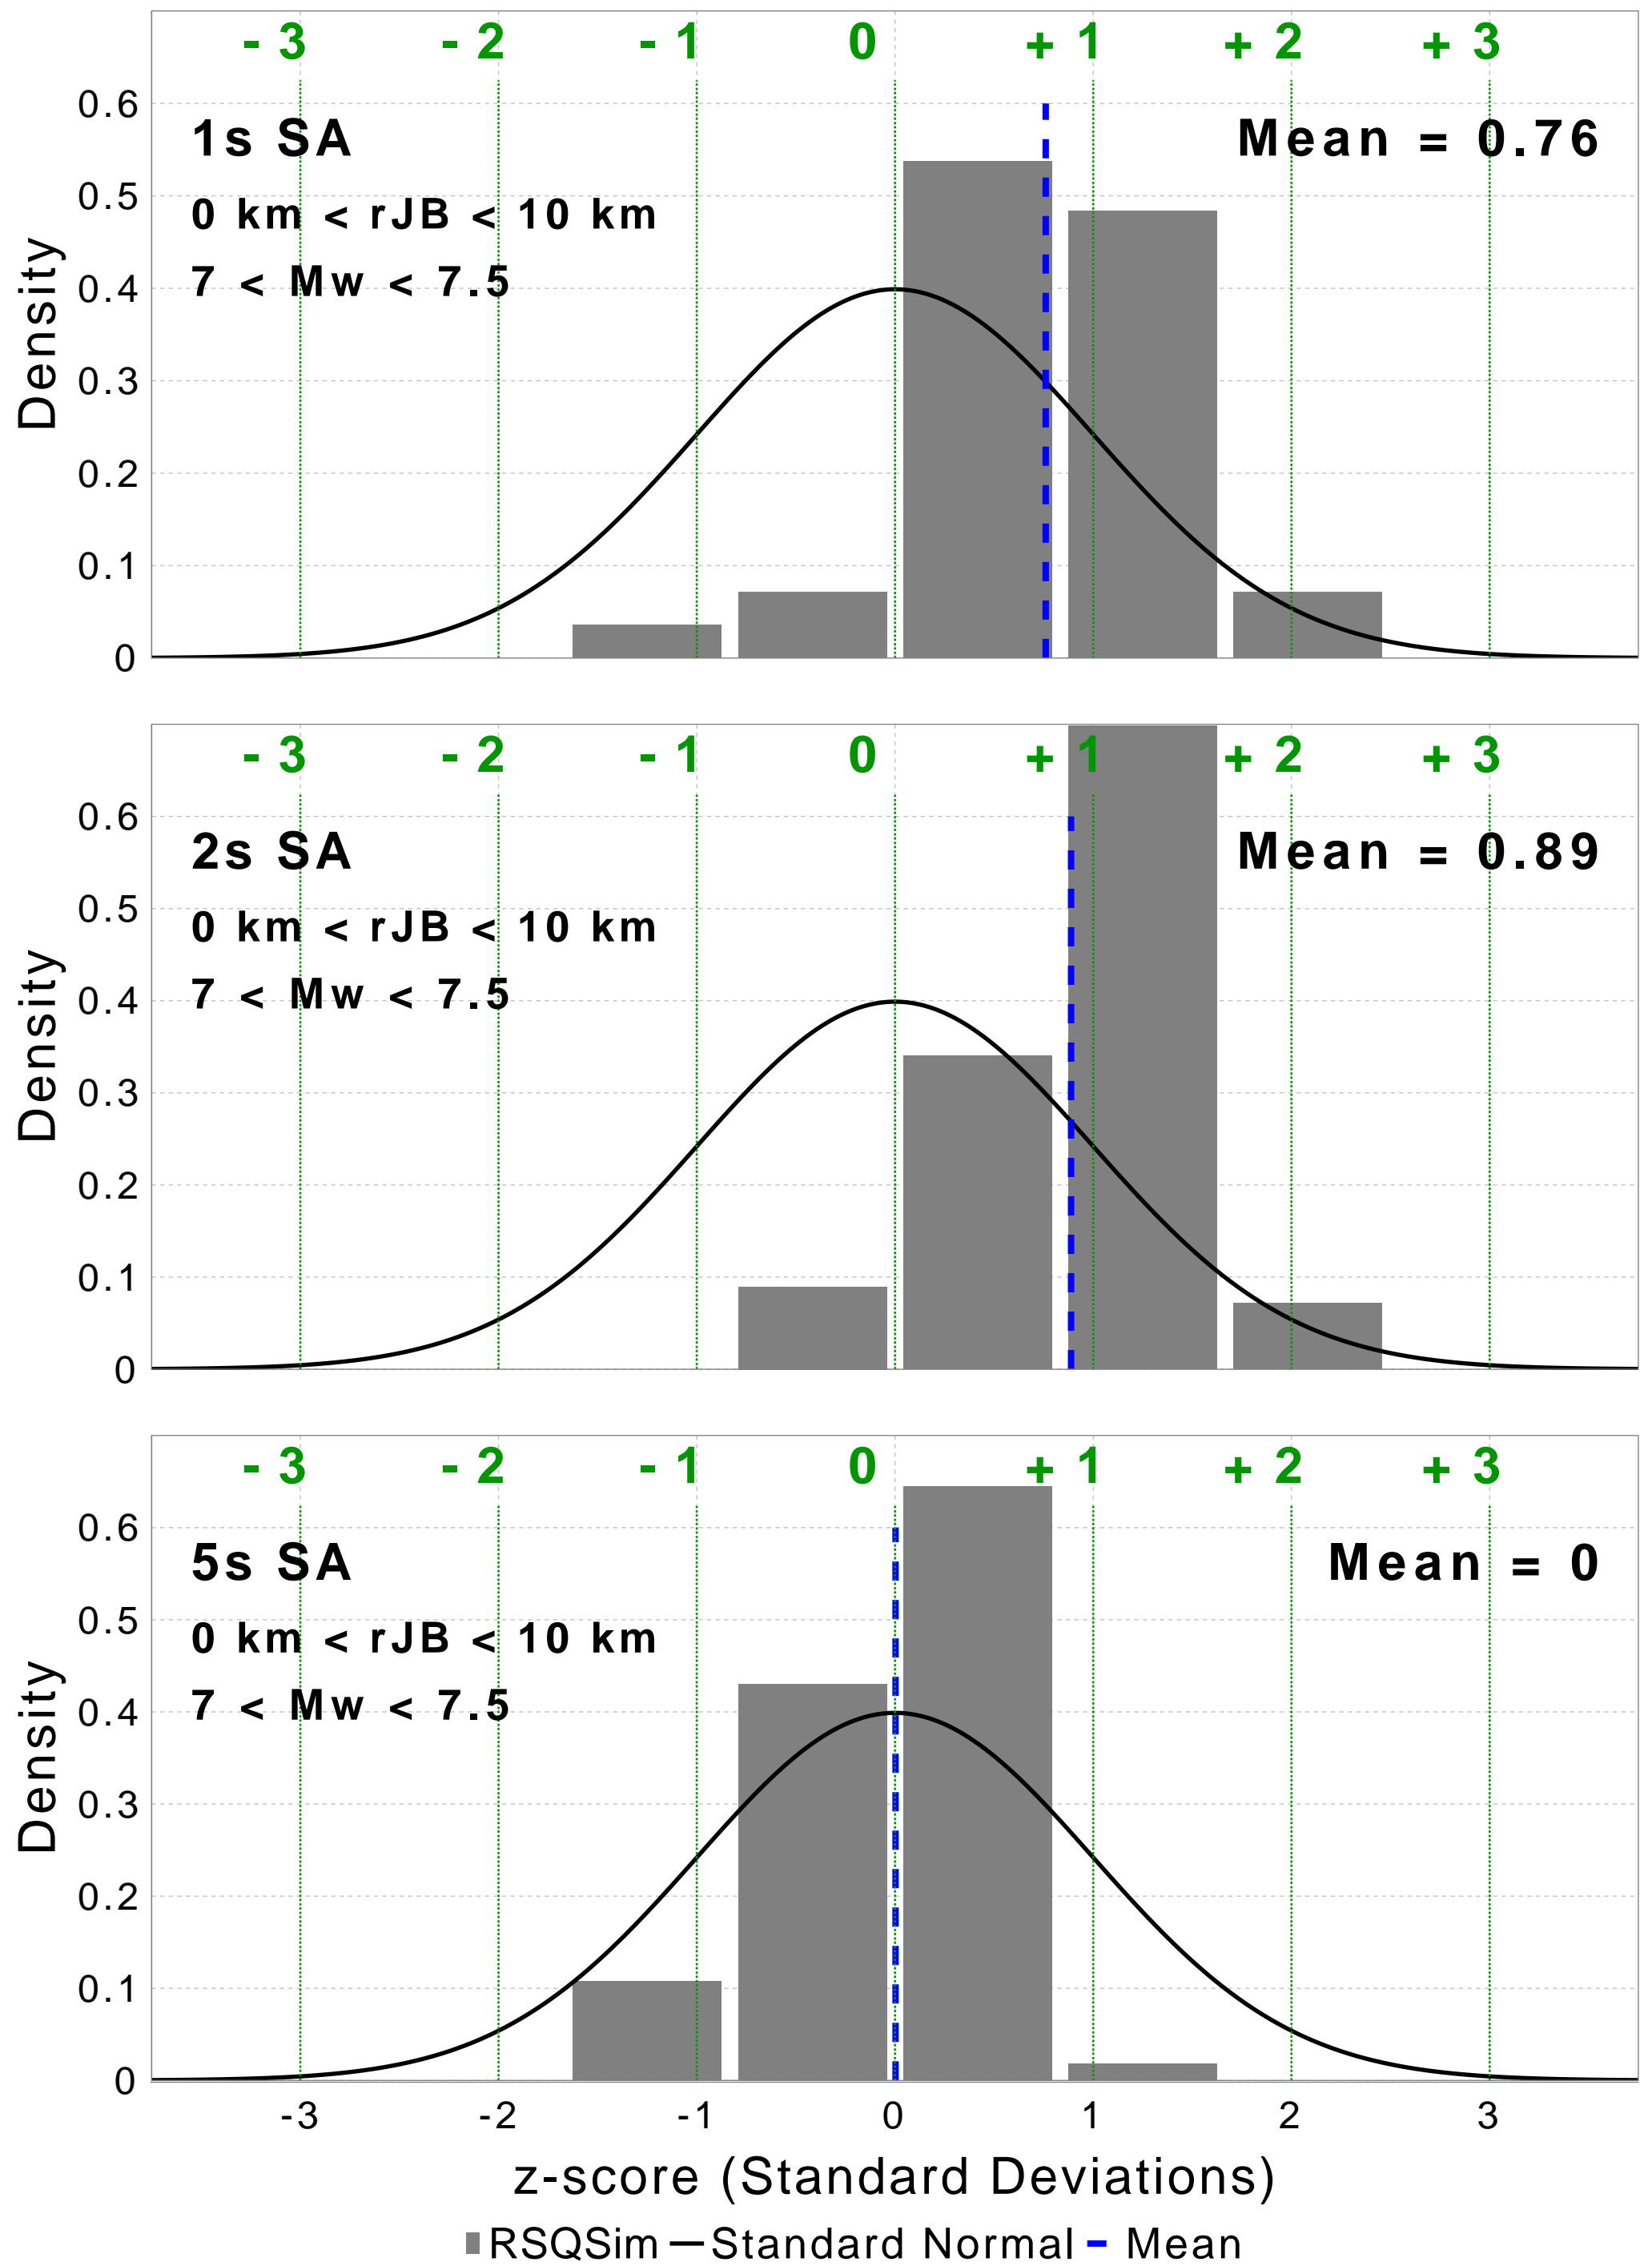 - 3 - 2 - 1 0 + 1 + 2 + 3
0.6
1s SA Mean = 0.76
0.5
0 km < rJB < 10 km
7 < Mw < 7.5
0.4
0.3
0.2
0.1
0
Density
- 3 - 2 - 1 0 + 1 + 2 + 3
0.6
2s SA Mean = 0.89
0.5
0 km < rJB < 10 km
7 < Mw < 7.5
0.4
0.3
0.2
0.1
0
Density
- 3 - 2 - 1 0 + 1 + 2 + 3
0.6
5s SA Mean = 0
0.5
0 km < rJB < 10 km
7 < Mw < 7.5
0.4
0.3
0.2
0.1
0
Density
-3 -2 -1 0 1 2 3
z-score (Standard Deviations)
RSQSim Standard Normal Mean